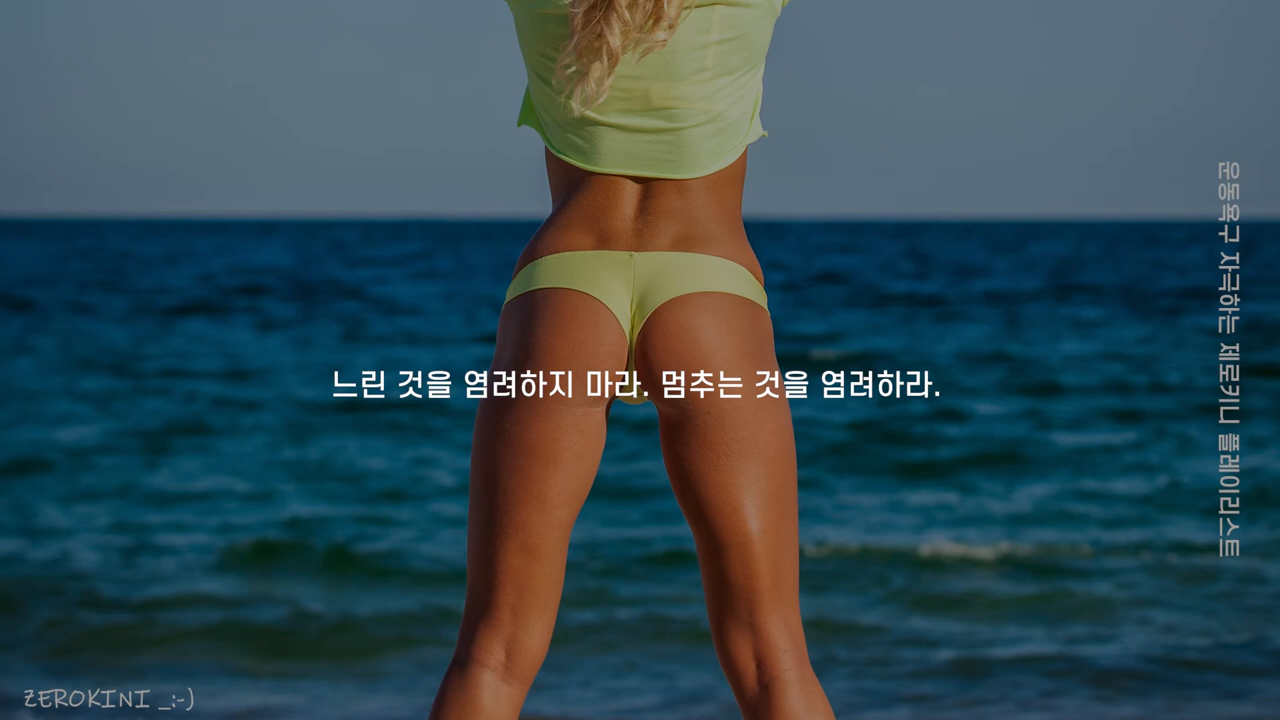 느린 것을 염려하지 마라. 멈추는 것을 염려하라.
운동욕구 자극하는 제로키니 플레이리스트
ZEROKINI _:-)